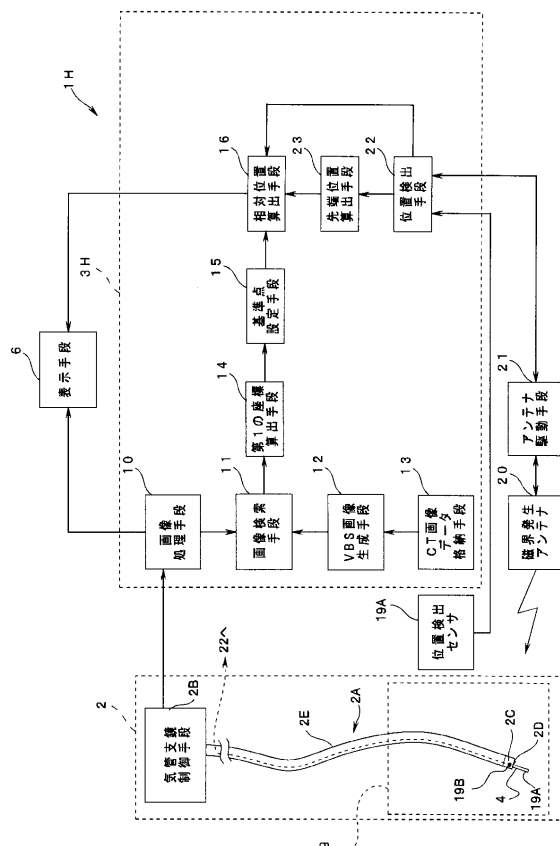 1H
3H
6
表示手段
16
相対位置
算出手段
23
先端位置
算出手段
22
位置検出
手段
15
基準点
設定手段
14
第1の座標
算出手段
10
画像
処理手段
11
画像検索
手段
12
VBS画像
生成手段
13
CT画像
データ
格納手段
21
アンテナ
駆動手段
20
磁界発生
アンテナ
19A
位置検出
センサ
2
2B
気管支鏡
制御手段
22へ
2A
2E
2C
2D
19B
4
19A